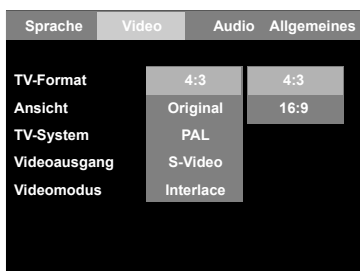 Sprache Video Audio Allgemeines
TV-Format 4:3 4:3
Ansicht Original 16:9
TV-System PAL
Videoausgang S-Video
Videomodus Interlace